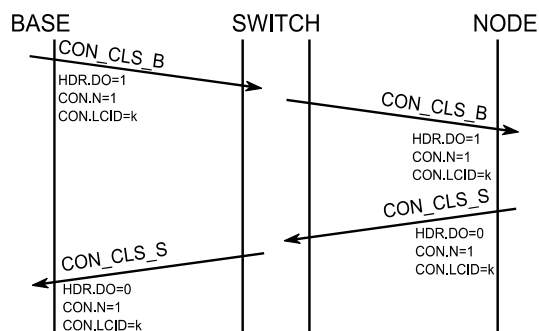 BASE
SWITCH
NODE
CON_CLS_B
HDR.DO=1
CON.N=1
CON.LCID=k
CON_CLS_B
HDR.DO=1
CON.N=1
CON.LCID=k
CON_CLS_S
HDR.DO=0
CON.N=1
CON.LCID=k
CON_CLS_S
HDR.DO=0
CON.N=1
CON.LCID=k